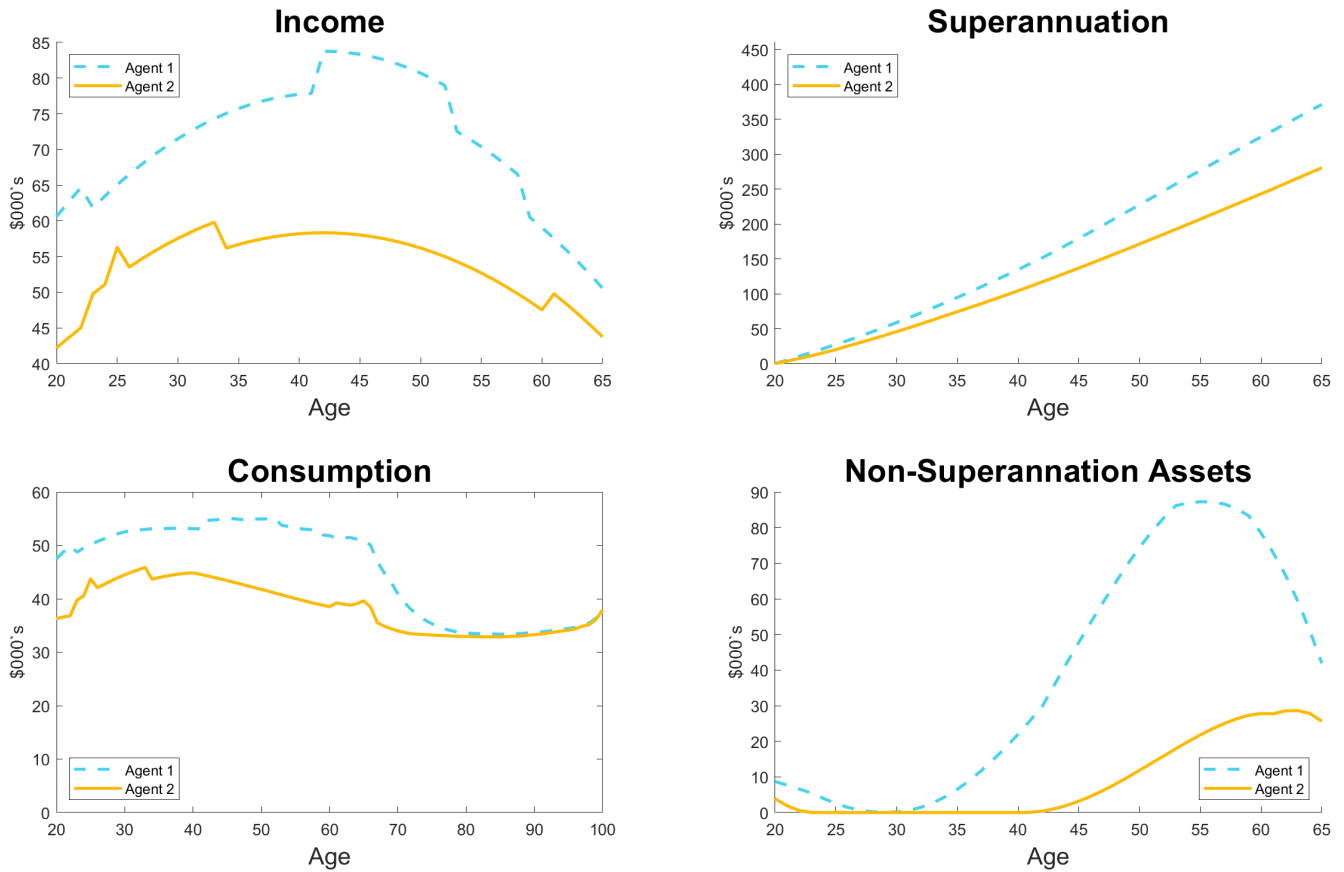 Income
85
80
75
70
65
60
55
50
45
40
$000`s
Agent 1
Agent 2
20 25 30 35 40 45 50 55 60 65
Age
Superannuation
450
400
350
300
250
200
150
100
50
0
$000`s
Agent 1
Agent 2
20 25 30 35 40 45 50 55 60 65
Age
Consumption
60
50
40
30
20
10
0
$000`s
Agent 1
Agent 2
20 30 40 50 60 70 80 90 100
Age
Non-Superannation Assets
90
80
70
60
50
40
30
20
10
0
$000`s
Agent 1
Agent 2
20 25 30 35 40 45 50 55 60 65
Age